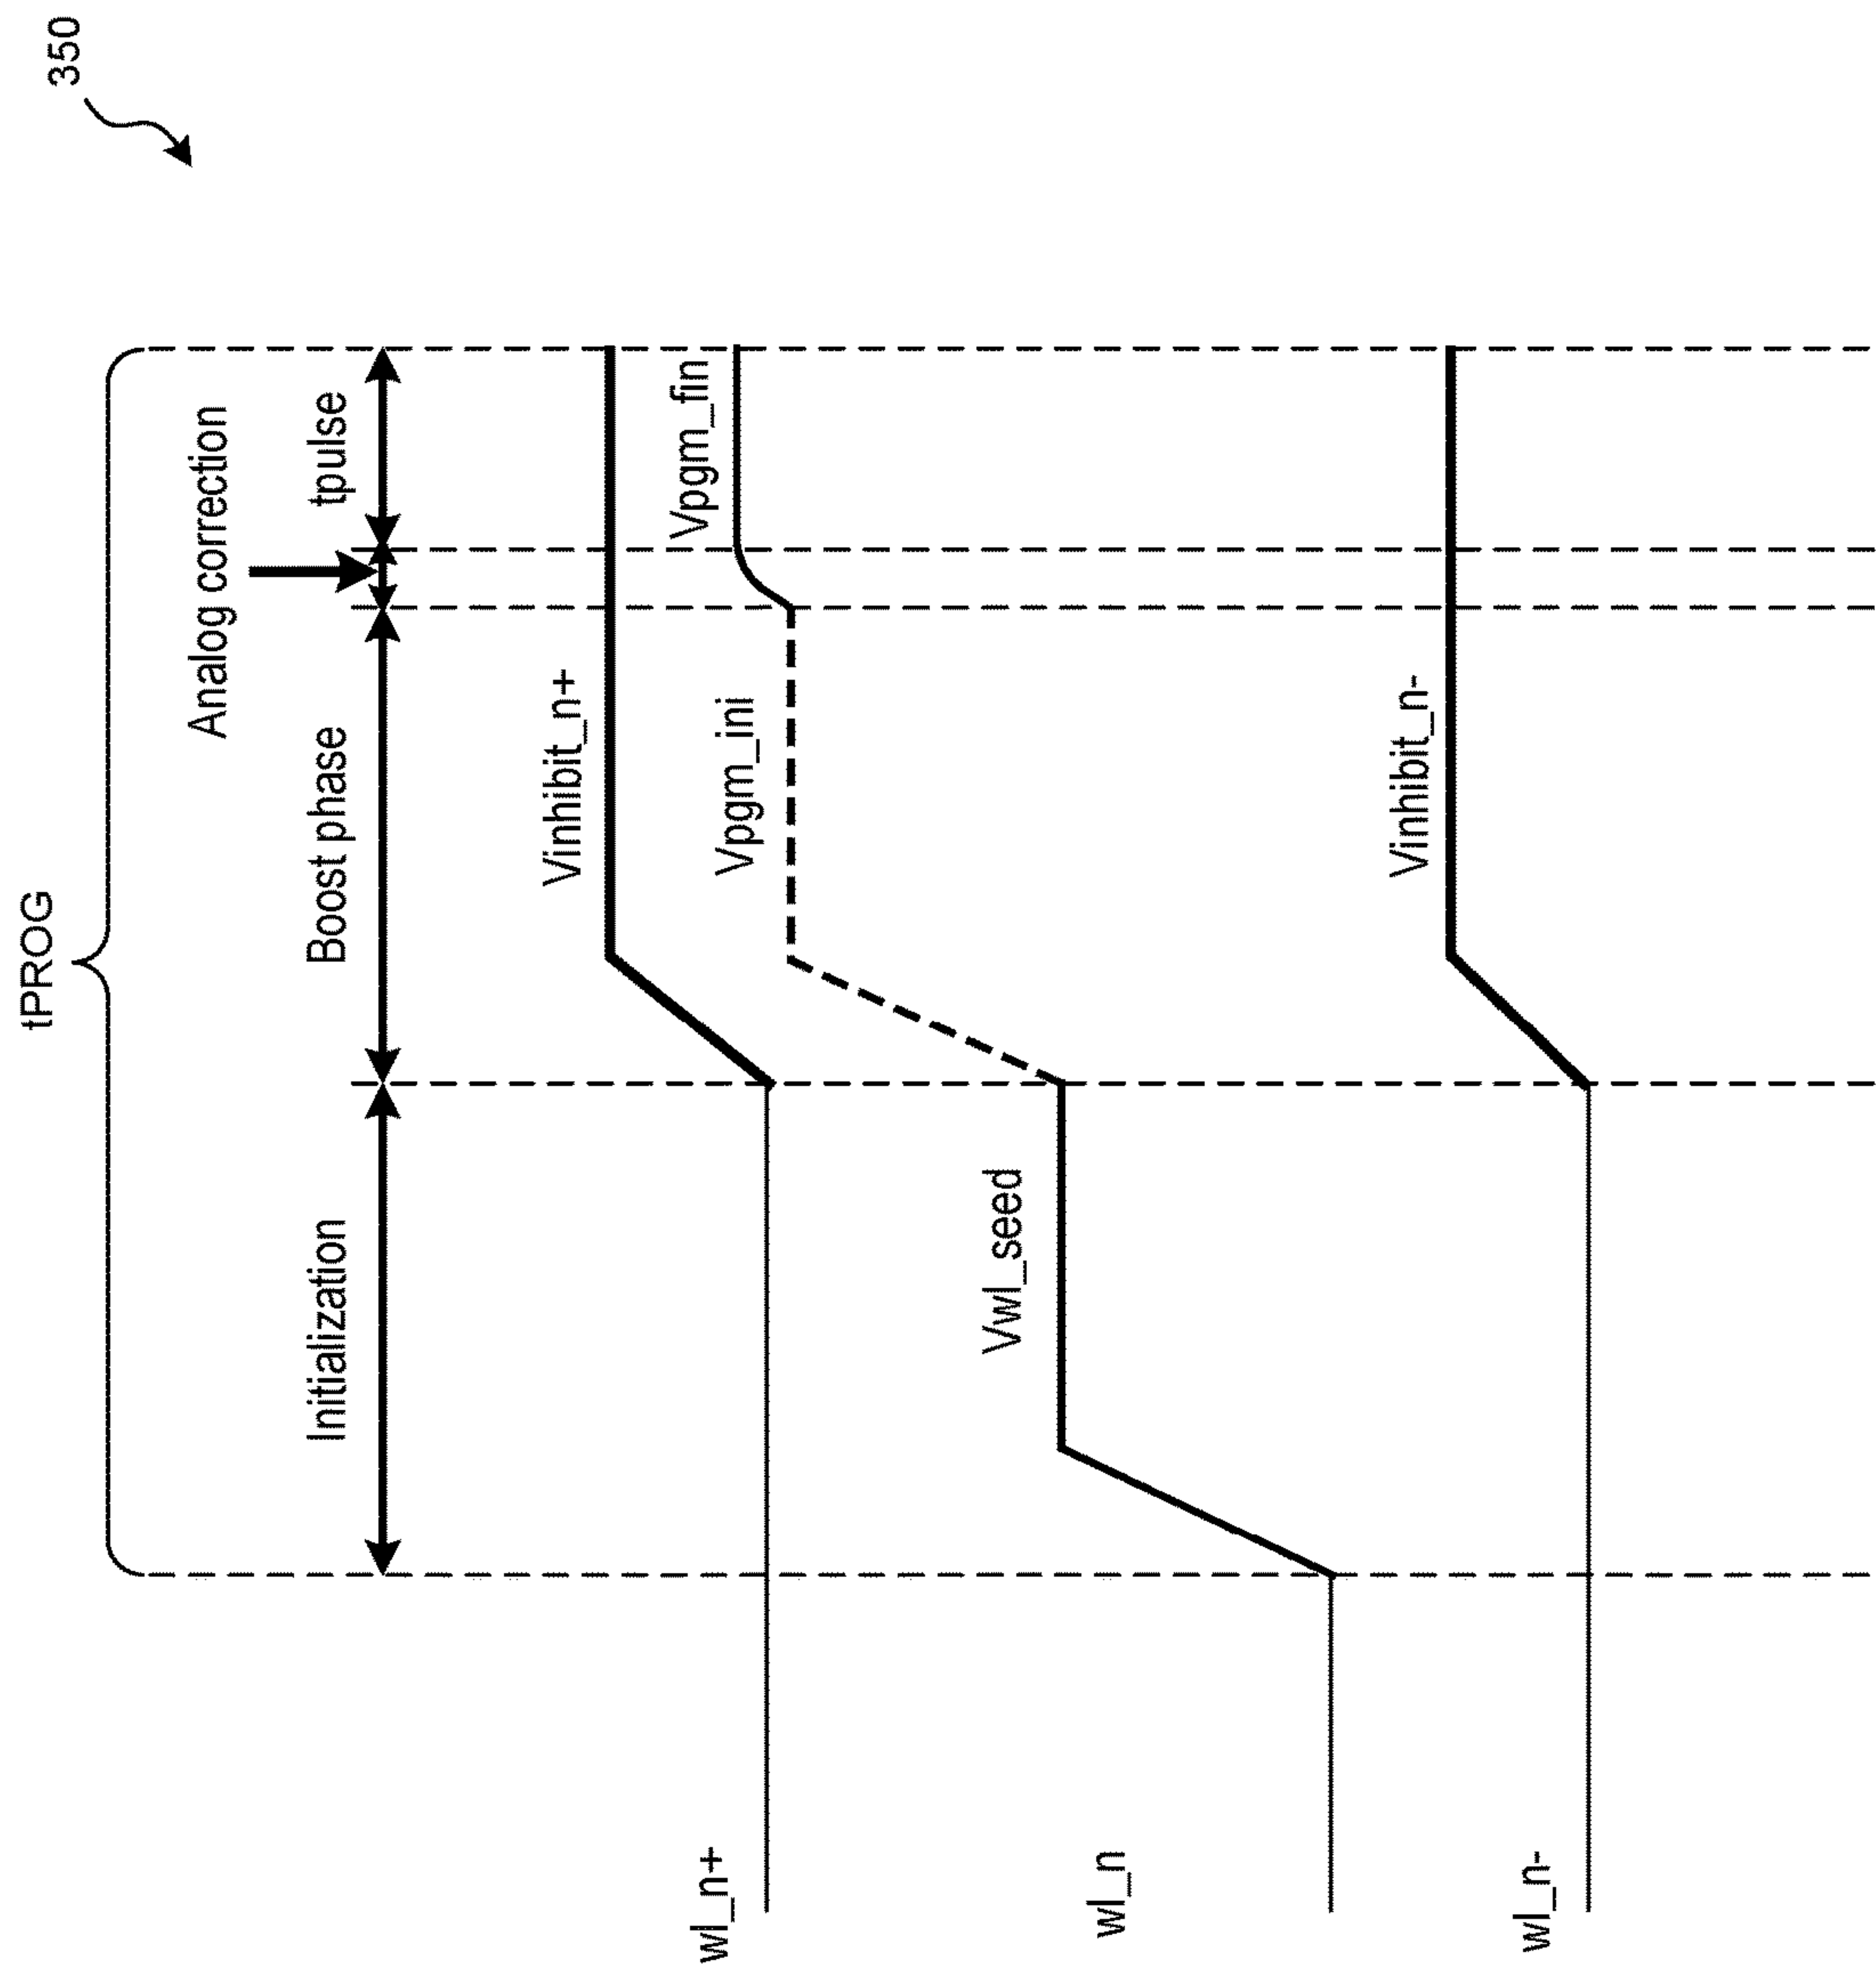 350
tPROG
Initialization
Boost phase
Analog correction
tpulse
wl_n+
Vinhibit_n+
wl_n
Vwl_seed
Vpgm_ini
Vpgm_fin
wl_n-
Vinhibit_n-